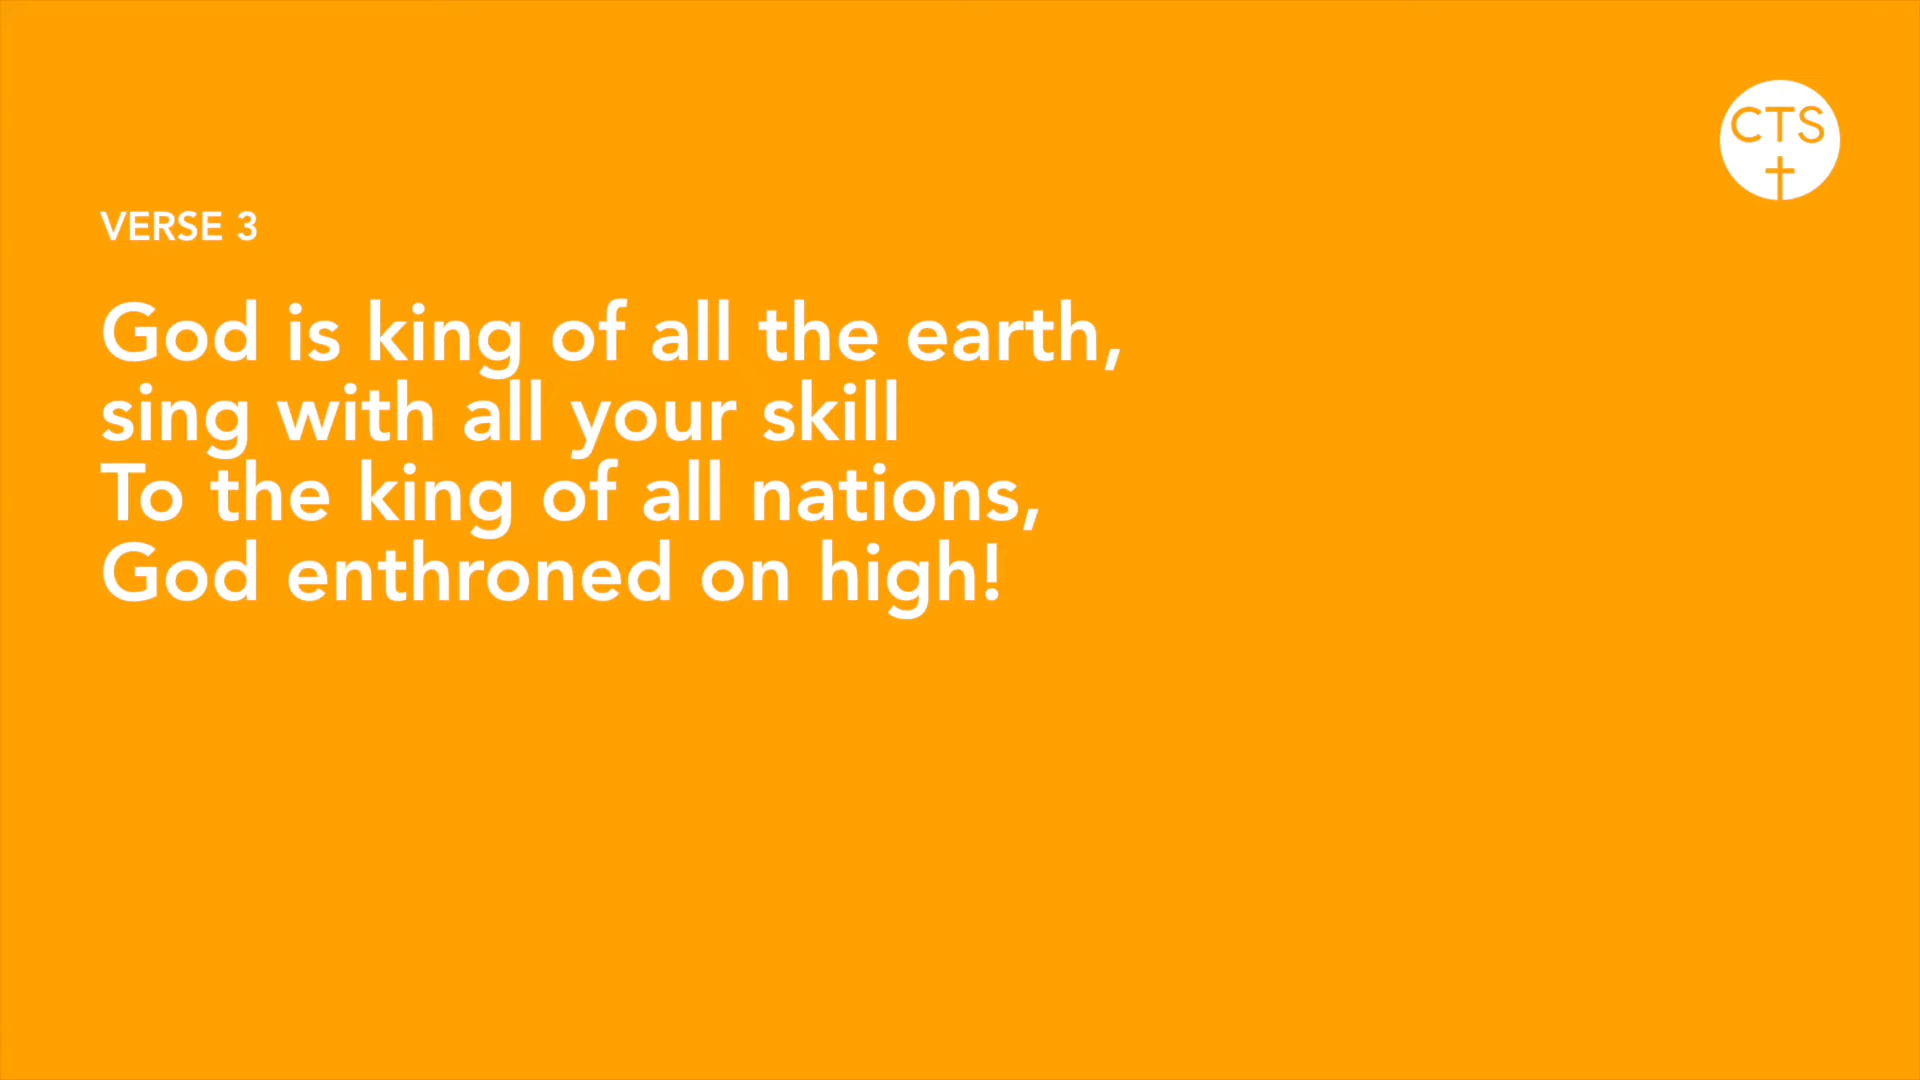 CTS
VERSE 3
God is king of all the earth,
sing with all your skill
To the king of all nations,
God enthroned on high!